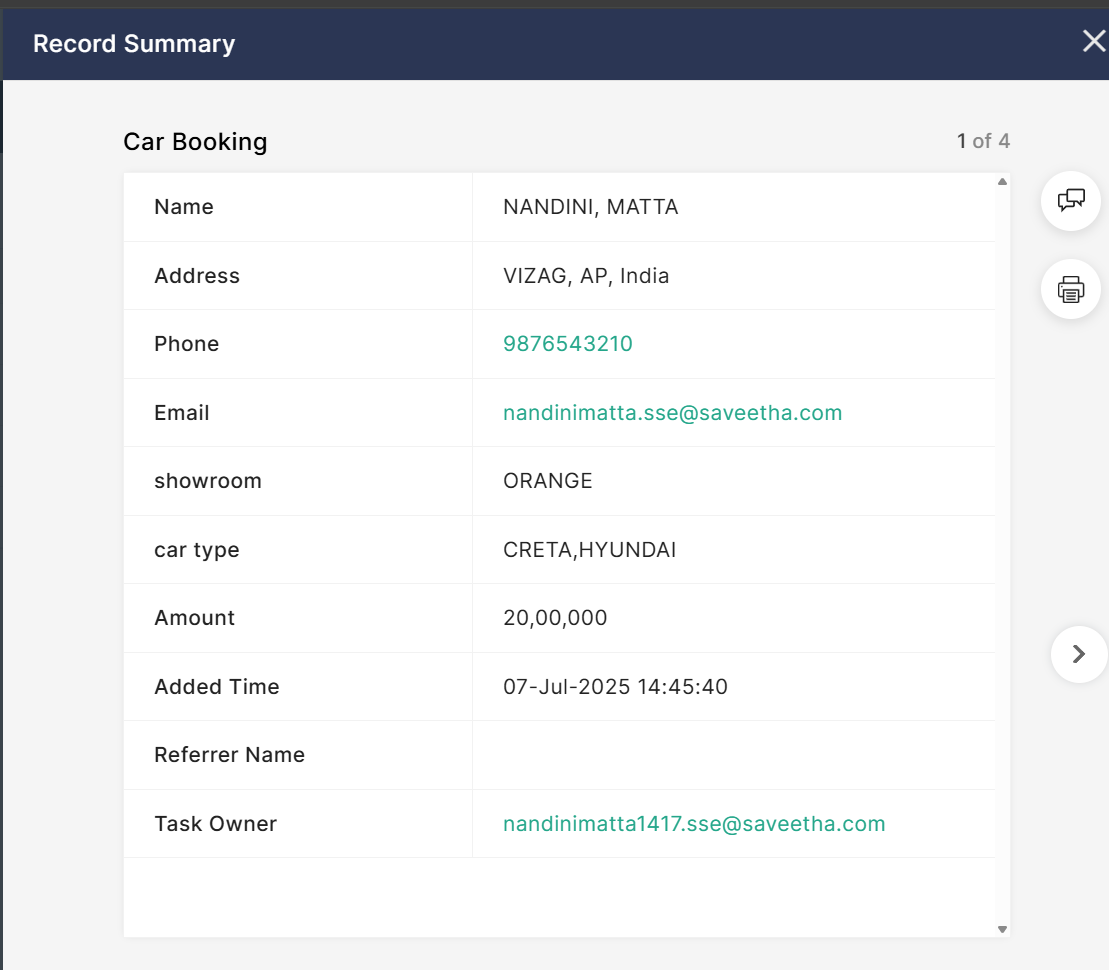 Record Summary
Car Booking
1 of 4
Name NANDINI, MATTA
Address VIZAG, AP, India
Phone 9876543210
Email nandinimatta.sse@saveetha.com
showroom ORANGE
car type CRETA,HYUNDAI
Amount 20,00,000
Added Time 07-Jul-2025 14:45:40
Referrer Name
Task Owner nandinimatta1417.sse@saveetha.com